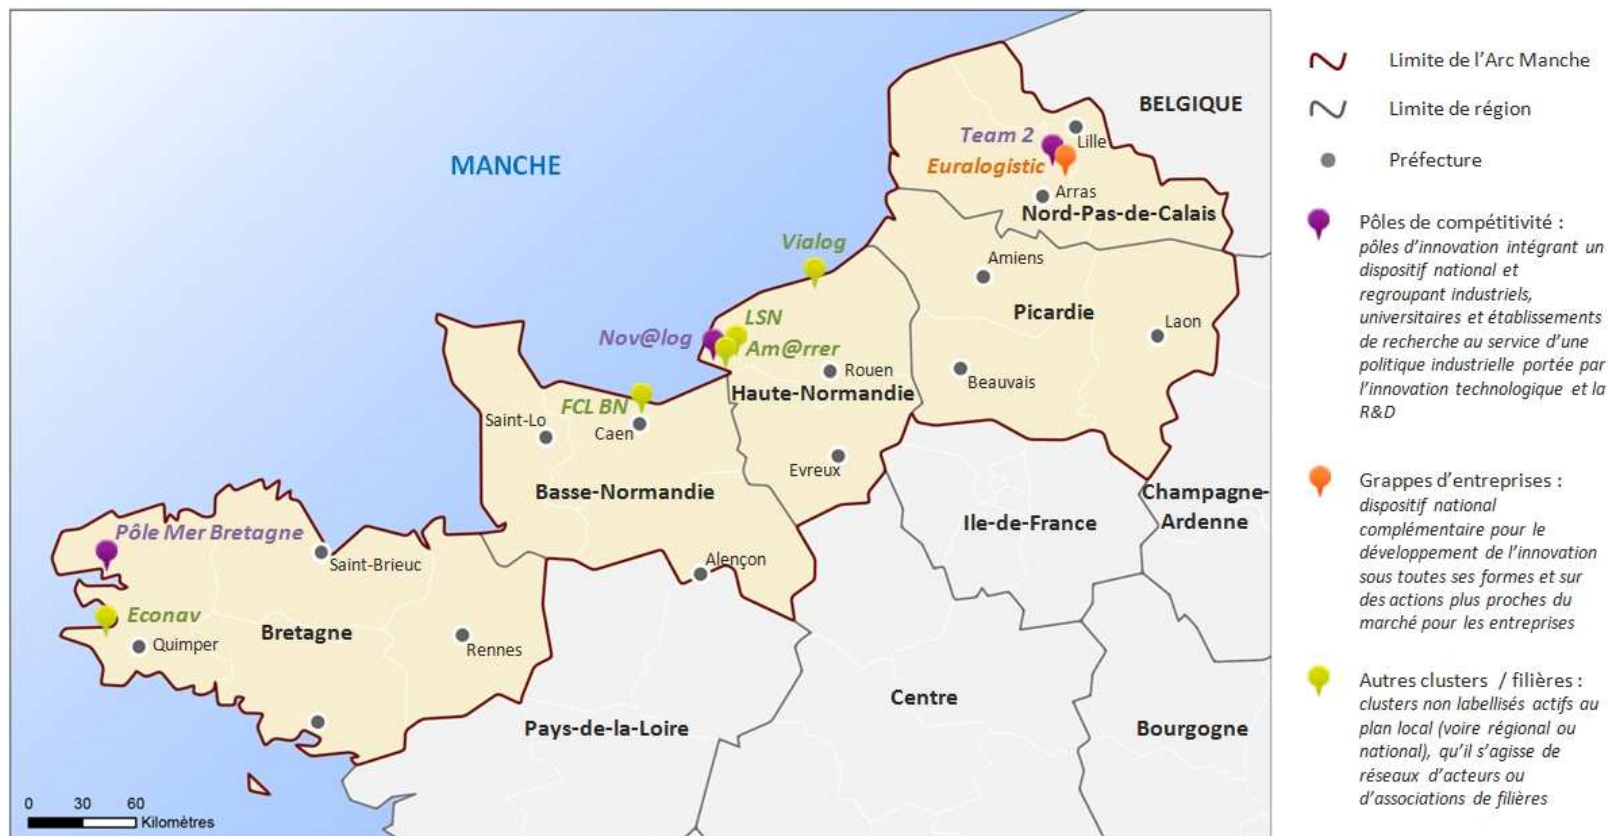 BELGIQUE
Team 2
Lille
MANCHE
Euralogistic
Arras
Nord-Pas-de-Calais
Vialog
Amiens
Picardie
LSN
Laon
Nov@log
Am@rrer
Rouen
Beauvais
Haute-Normandie
FCL BN
Saint-Lo
Caen
Evreux
Basse-Normandie
Champagne-
Ardenne
Ile-de-France
Pôle Mer Bretagne
Saint-Brieuc
Alençon
Econav
Bretagne
Quimper
Rennes
Centre
Pays-de-la-Loire
Bourgogne
0 30 60
Kilomètres
Limite de l'Arc Manche
Limite de région
Préfecture
Pôles de compétitivité :
pôles d'innovation intégrant un
dispositif national et
regroupant industriels,
universitaires et établissements
de recherche au service d'une
politique industrielle portée par
l'innovation technologique et la
R&D
Grappes d'entreprises :
dispositif national
complémentaire pour le
développement de l'innovation
sous toutes ses formes et sur
des actions plus proches du
marché pour les entreprises
Autres clusters / filières :
clusters non labellisés actifs au
plan local (voire régional ou
national), qu'il s'agisse de
réseaux d'acteurs ou
d'associations de filières